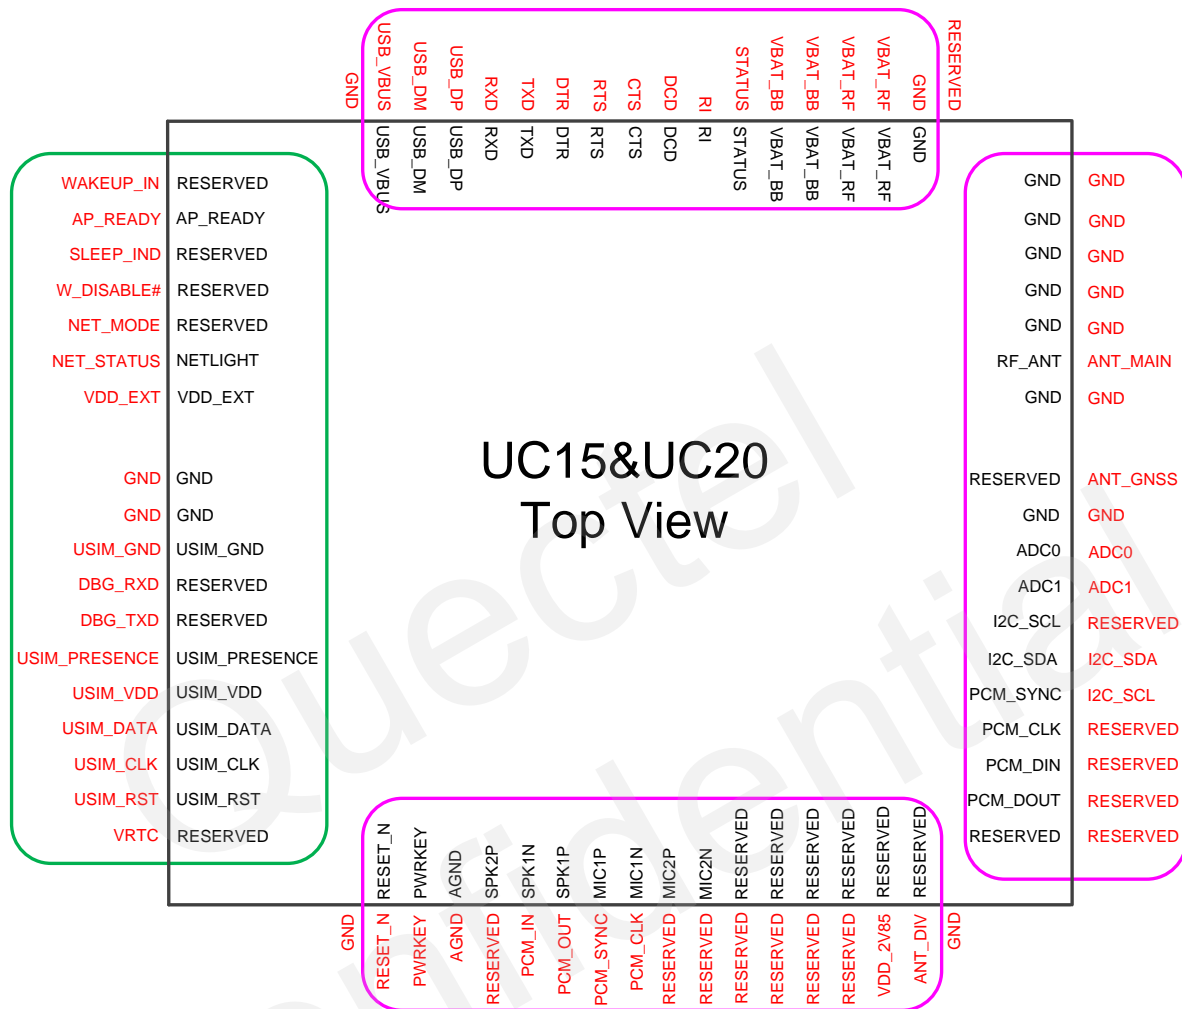 GND USB_VBUS USB_DM USB_DP RXD TXD DTR RTS CTS DCD RI STATUS VBAT_BB VBAT_BB VBAT_RF VBAT_RF GND RESERVED
USB_VBUS USB_DM USB_DP RXD TXD DTR RTS CTS DCD RI STATUS VBAT_BB VBAT_BB VBAT_RF VBAT_RF GND
WAKEUP_IN RESERVED
AP_READY AP_READY
SLEEP_IND RESERVED
W_DISABLE# RESERVED
NET_MODE RESERVED
NET_STATUS NETLIGHT
VDD_EXT VDD_EXT
GND GND
GND GND
USIM_GND USIM_GND
DBG_RXD RESERVED
DBG_TXD RESERVED
USIM_PRESENCE USIM_PRESENCE
USIM_VDD USIM_VDD
USIM_DATA USIM_DATA
USIM_CLK USIM_CLK
USIM_RST USIM_RST
VRTC RESERVED
UC15&UC20
Top View
GND GND
GND GND
GND GND
GND GND
GND GND
RF_ANT ANT_MAIN
GND GND
RESERVED ANT_GNSS
GND GND
ADC0 ADC0
ADC1 ADC1
I2C_SCL RESERVED
I2C_SDA I2C_SDA
PCM_SYNC I2C_SCL
PCM_CLK RESERVED
PCM_DIN RESERVED
PCM_DOUT RESERVED
RESERVED RESERVED
RESET_N PWRKEY AGND SPK2P SPK1N SPK1P MIC1P MIC1N MIC2P MIC2N RESERVED RESERVED RESERVED RESERVED RESERVED RESERVED
GND RESET_N PWRKEY AGND RESERVED PCM_IN PCM_OUT PCM_SYNC PCM_CLK RESERVED RESERVED RESERVED RESERVED RESERVED RESERVED VDD_2V85 ANT_DIV GND
Quectel
onfidential